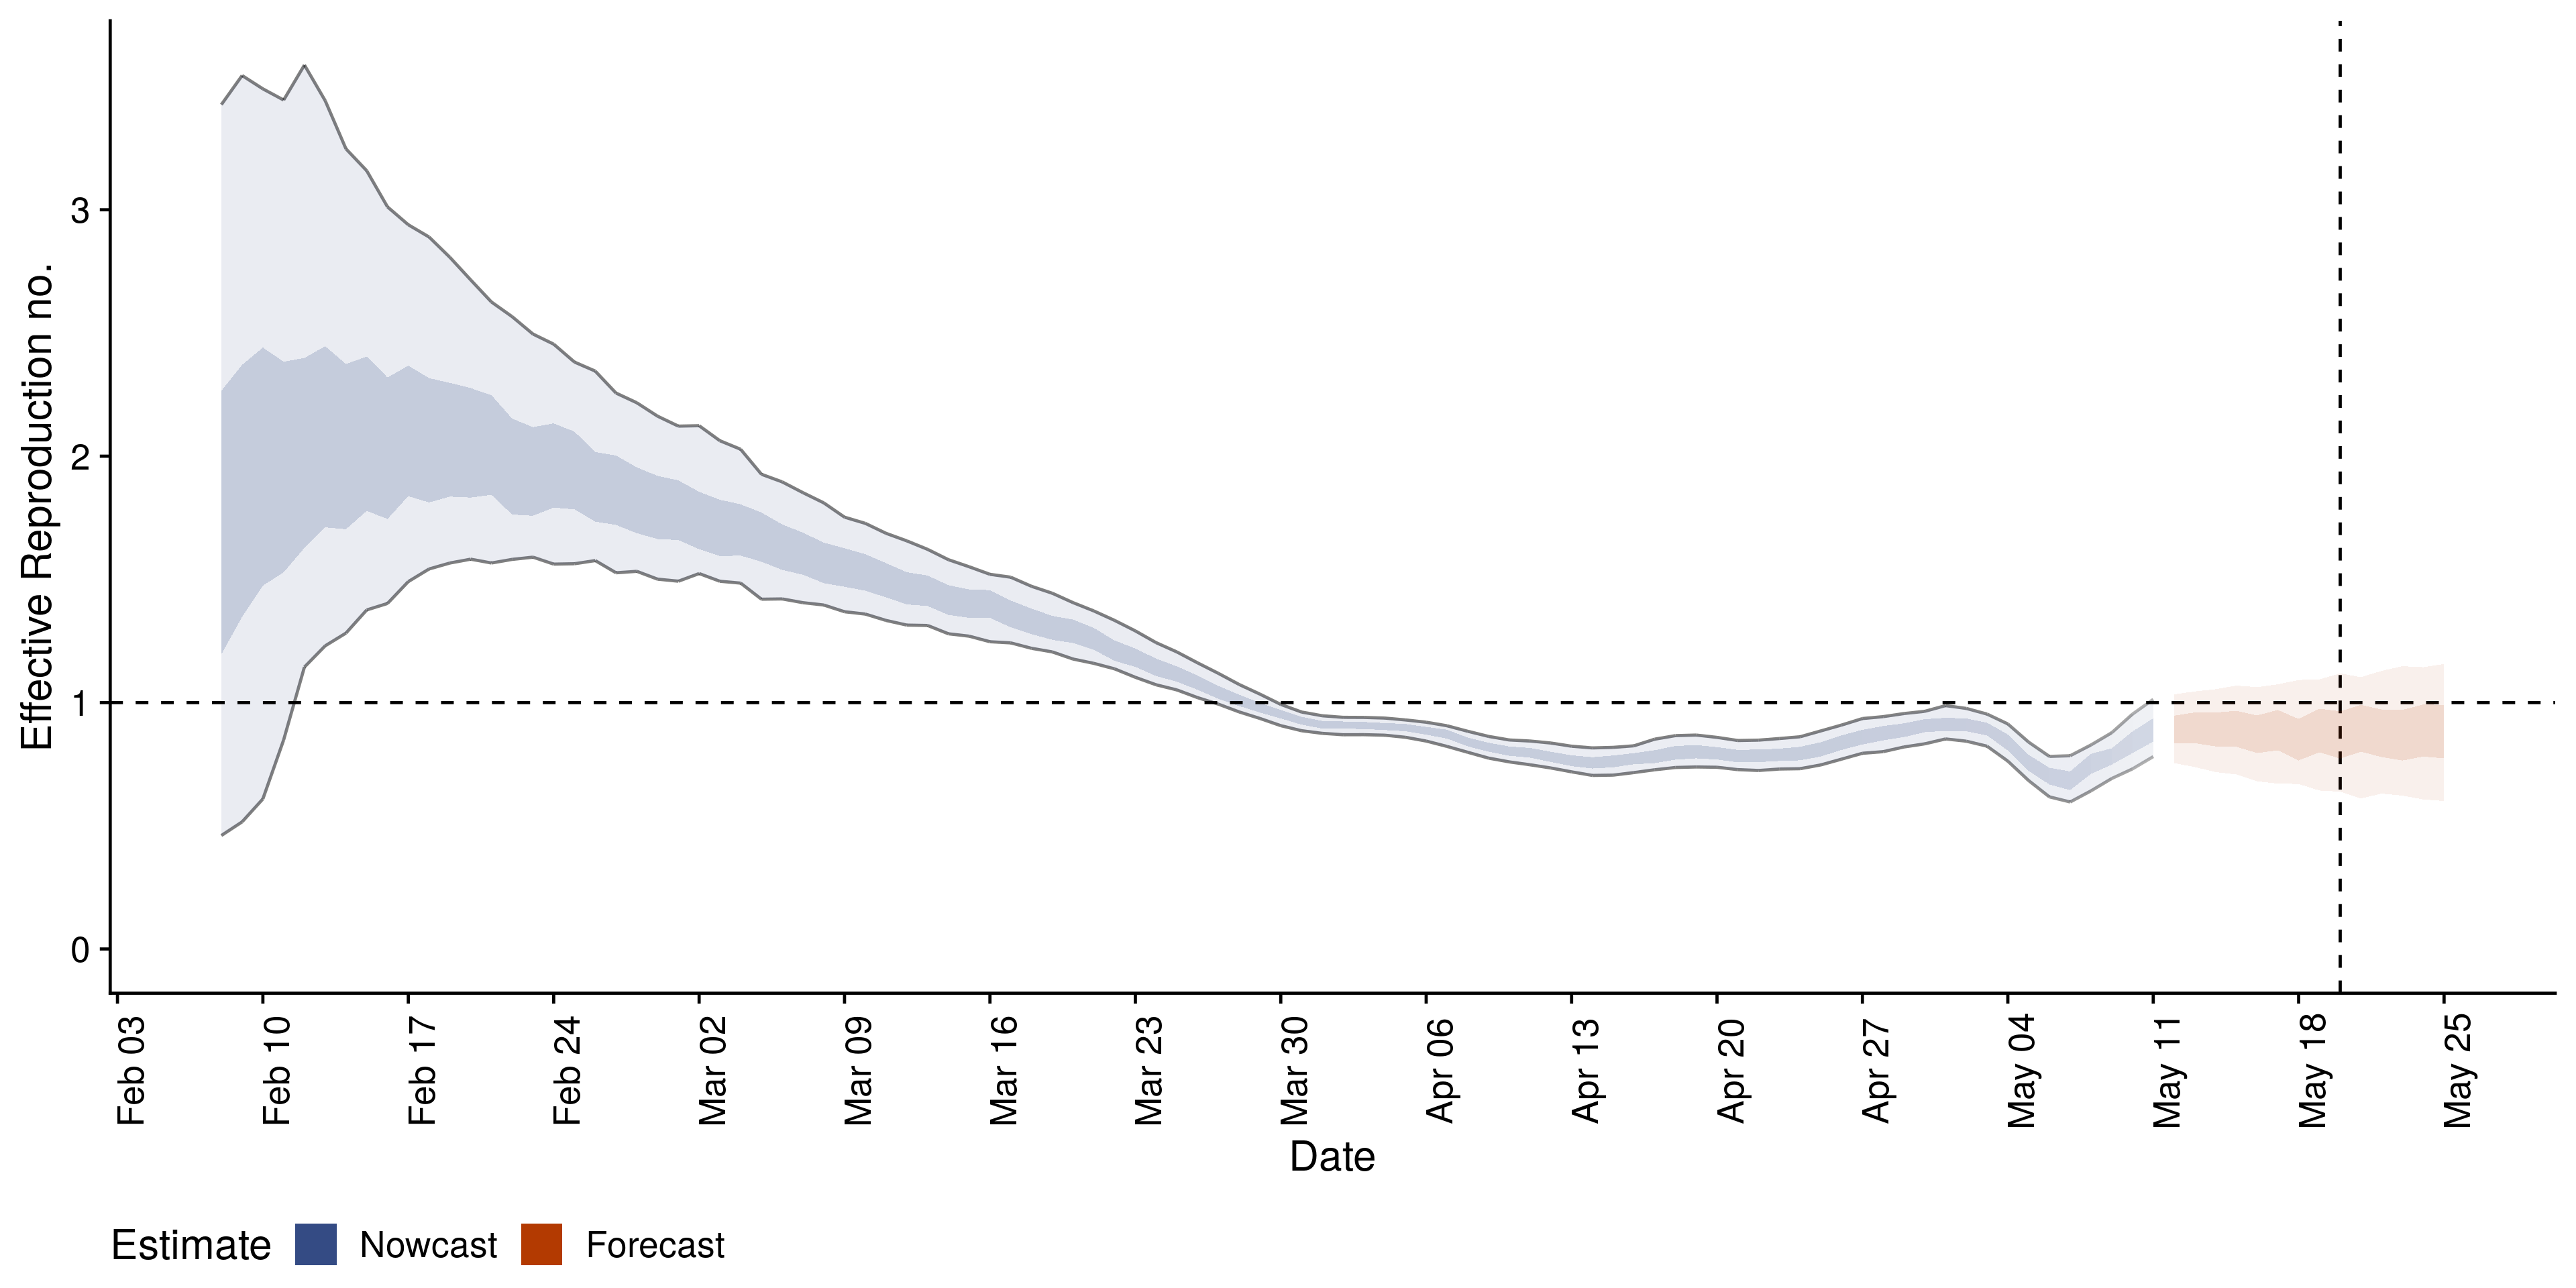 Effective Reproduction no.
3
2
1
0
Feb 03
Feb 10
Feb 17
Feb 24
Mar 02
Mar 09
Mar 16
Mar 23
Mar 30
Apr 06
Apr 13
Apr 20
Apr 27
May 04
May 11
May 18
May 25
Date
Estimate Nowcast Forecast